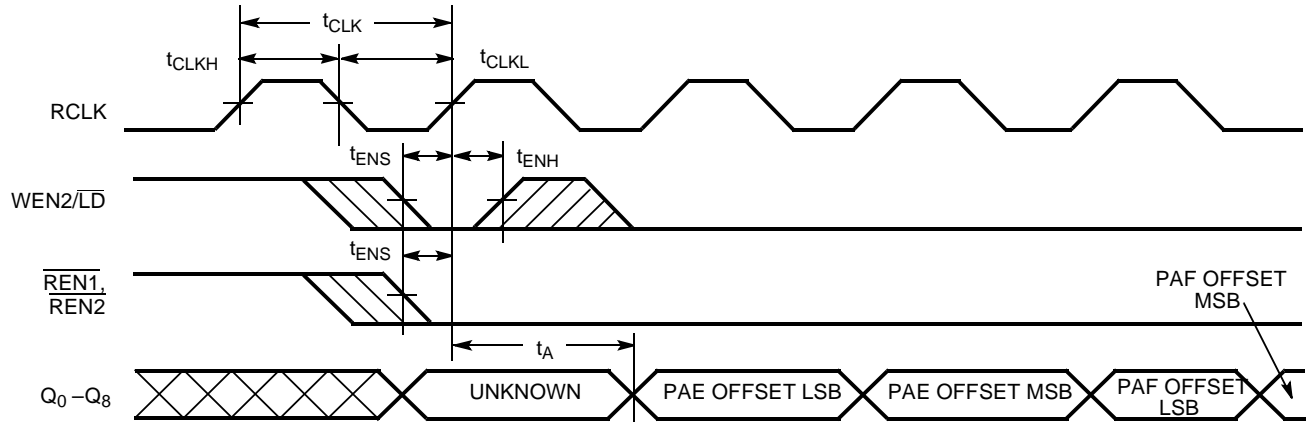 tCLK
tCLKH
tCLKL
RCLK
tENS
tENH
WEN2/LD
tENS
REN1,
REN2
PAF OFFSET
MSB
tA
Q0 –Q8
UNKNOWN
PAE OFFSET LSB
PAE OFFSET MSB
PAF OFFSET
LSB